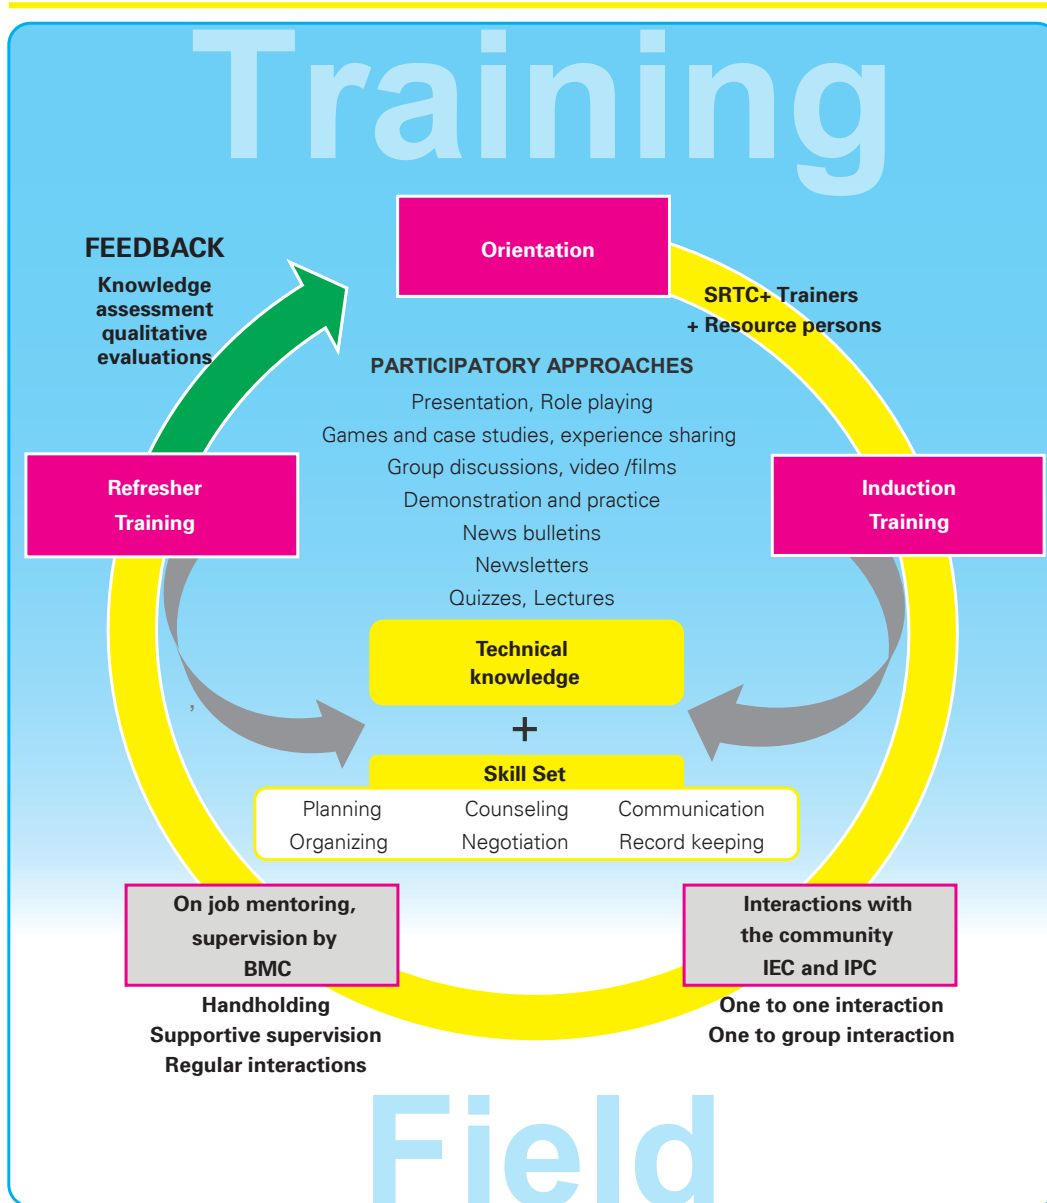 Training
Orientation
FEEDBACK
Knowledge
assessment
qualitative
evaluations
SRTC+ Trainers
+ Resource persons
PARTICIPATORY APPROACHES
Presentation, Role playing
Games and case studies, experience sharing
Group discussions, video /films
Demonstration and practice
News bulletins
Newsletters
Quizzes, Lectures
Refresher
Training
Induction
Training
Technical
knowledge
,
+
Skill Set
Planning Counseling Communication
Organizing Negotiation Record keeping
On job mentoring,
supervision by
BMC
Handholding
Supportive supervision
Regular interactions
Interactions with
the community
IEC and IPC
One to one interaction
One to group interaction
Field